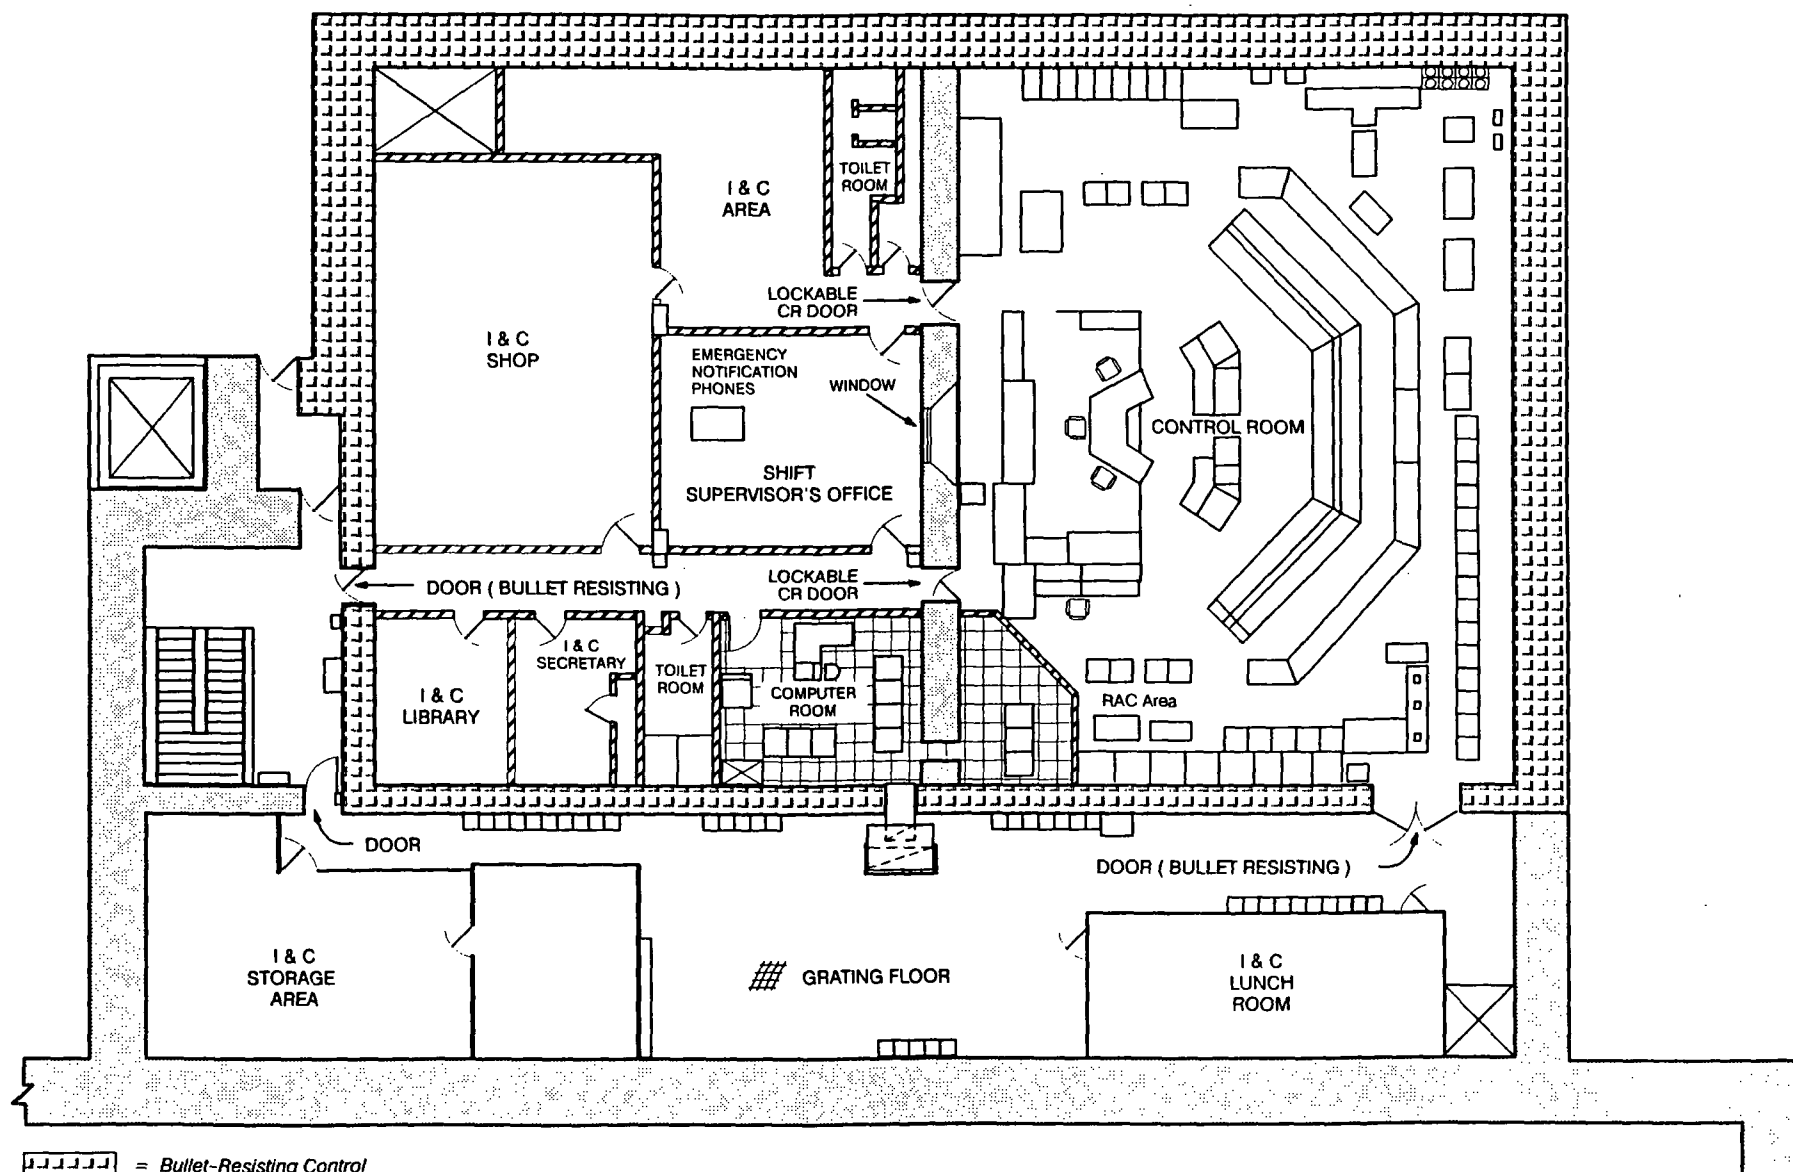 TOILET
ROOM
I & C
AREA
LOCKABLE
CR DOOR
I & C
SHOP
EMERGENCY
NOTIFICATION
PHONES
WINDOW
CONTROL ROOM
SHIFT
SUPERVISOR'S OFFICE
DOOR ( BULLET RESISTING )
LOCKABLE
CR DOOR
I & C
SECRETARY
TOILET
ROOM
I & C
LIBRARY
COMPUTER
ROOM
RAC Area
DOOR
DOOR ( BULLET RESISTING )
I & C
STORAGE
AREA
GRATING FLOOR
I & C
LUNCH
ROOM
= Bullet-Resisting Control